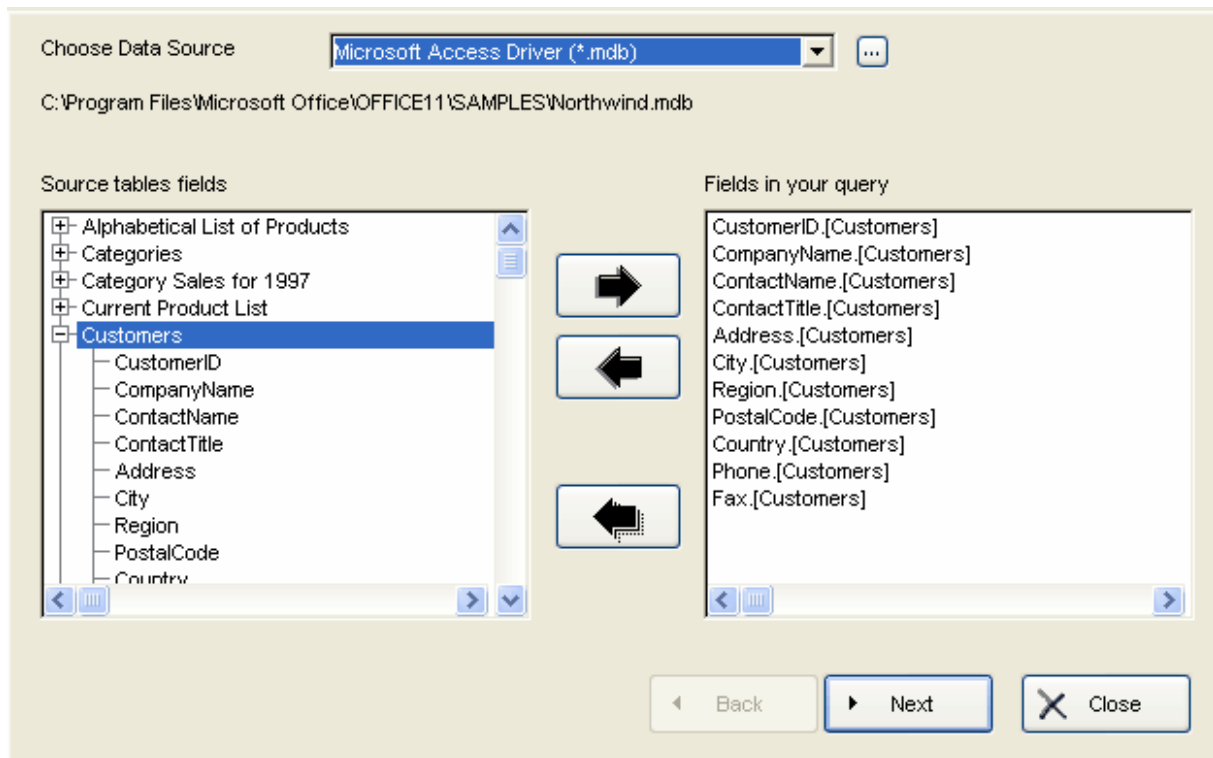 Choose Data Source
Microsoft Access Driver (*.mdb)
...
C:\Program Files\Microsoft Office\OFFICE11\SAMPLES\Northwind.mdb
Source tables fields
Alphabetical List of Products
Categories
Category Sales for 1997
Current Product List
Customers
CustomerID
CompanyName
ContactName
ContactTitle
Address
City
Region
PostalCode
Country
Fields in your query
CustomerID.[Customers]
CompanyName.[Customers]
ContactName.[Customers]
ContactTitle.[Customers]
Address.[Customers]
City.[Customers]
Region.[Customers]
PostalCode.[Customers]
Country.[Customers]
Phone.[Customers]
Fax.[Customers]
Back
Next
Close